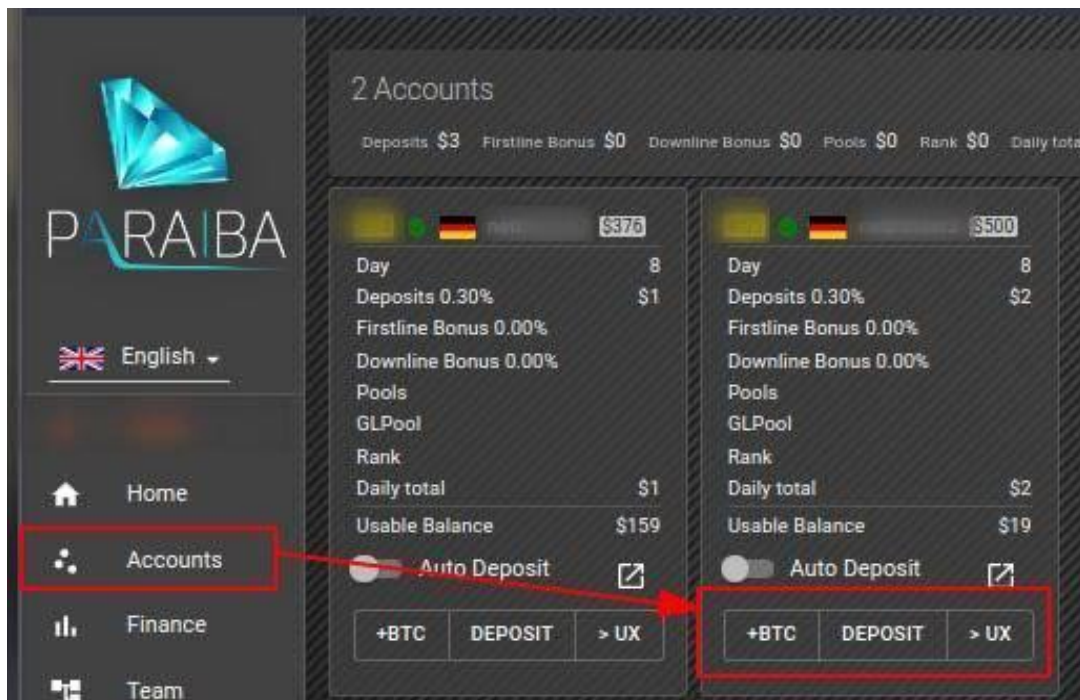 PARAIBA
English
Home
Accounts
Finance
Team
2 Accounts
Deposits $3 Firstline Bonus $0 Downline Bonus $0 Pools $0 Rank $0 Daily tota
$376
Day 8
Deposits 0.30% $1
Firstline Bonus 0.00%
Downline Bonus 0.00%
Pools
GLPool
Rank
Daily total $1
Usable Balance $159
Auto Deposit
+BTC DEPOSIT > UX
$500
Day 8
Deposits 0.30% $2
Firstline Bonus 0.00%
Downline Bonus 0.00%
Pools
GLPool
Rank
Daily total $2
Usable Balance $19
Auto Deposit
+BTC DEPOSIT > UX